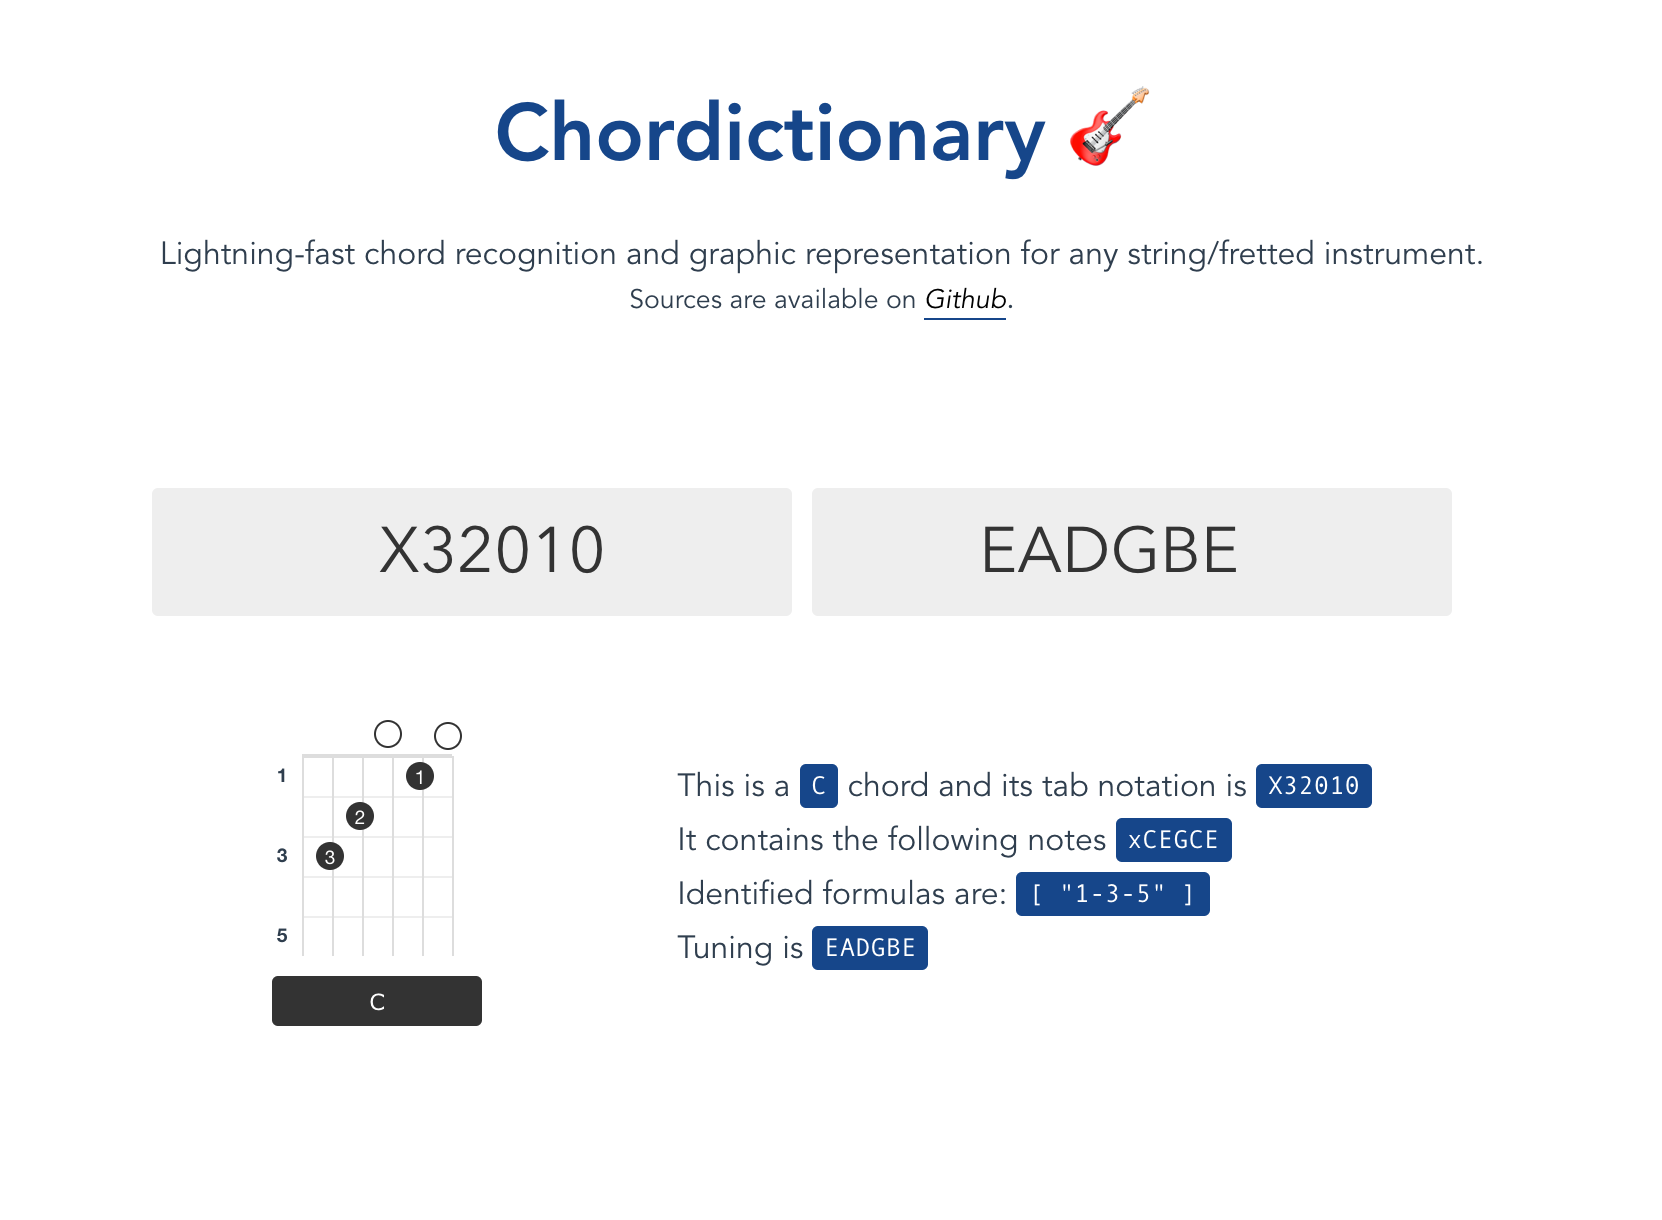 Chordictionary
Lightning-fast chord recognition and graphic representation for any string/fretted instrument.
Sources are available on Github.
X32010
EADGBE
1
1
2
3
3
5
C
This is a C chord and its tab notation is X32010
It contains the following notes xCEGCE
Identified formulas are: [ "1-3-5" ]
Tuning is EADGBE